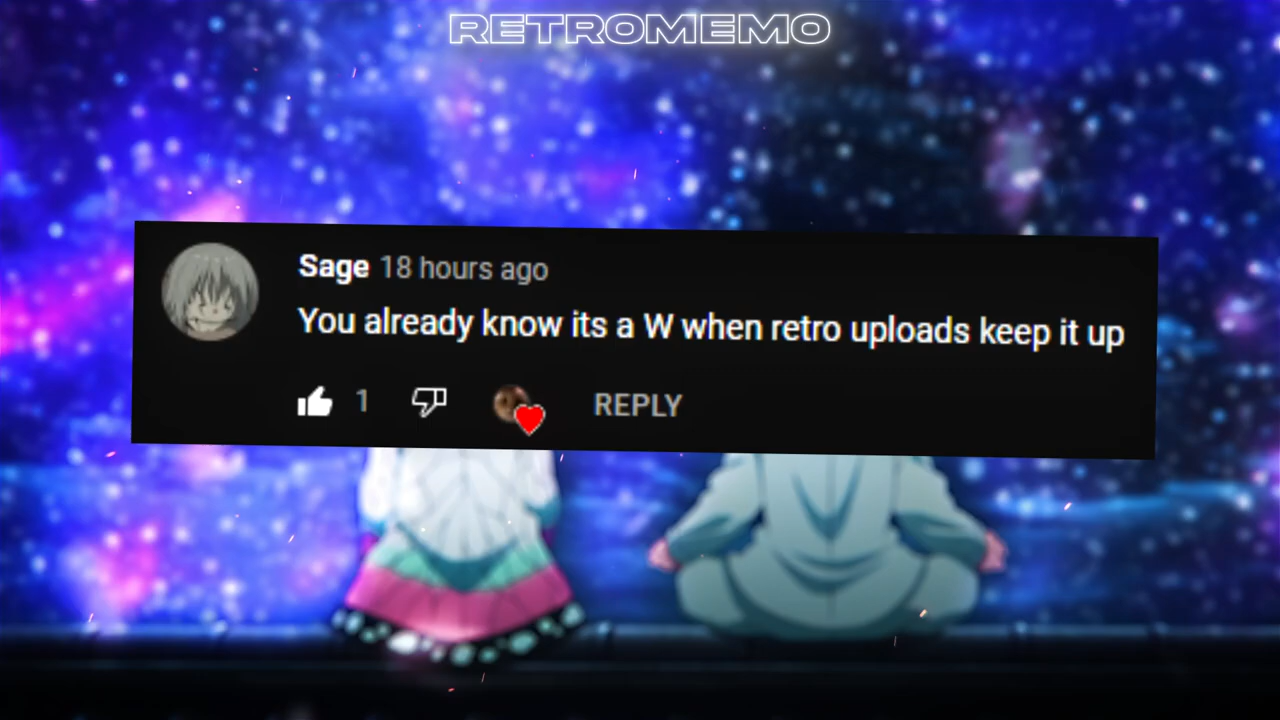 RETROMEMO
Sage 18 hours ago
You already know its a W when retro uploads keep it up
1 REPLY